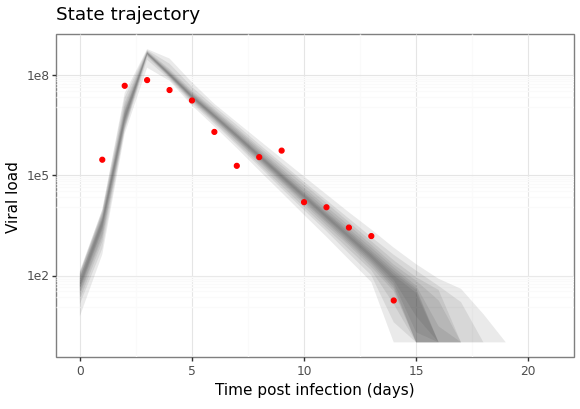 State trajectory
Viral load
1e8
1e5
1e2
0 5 10 15 20
Time post infection (days)